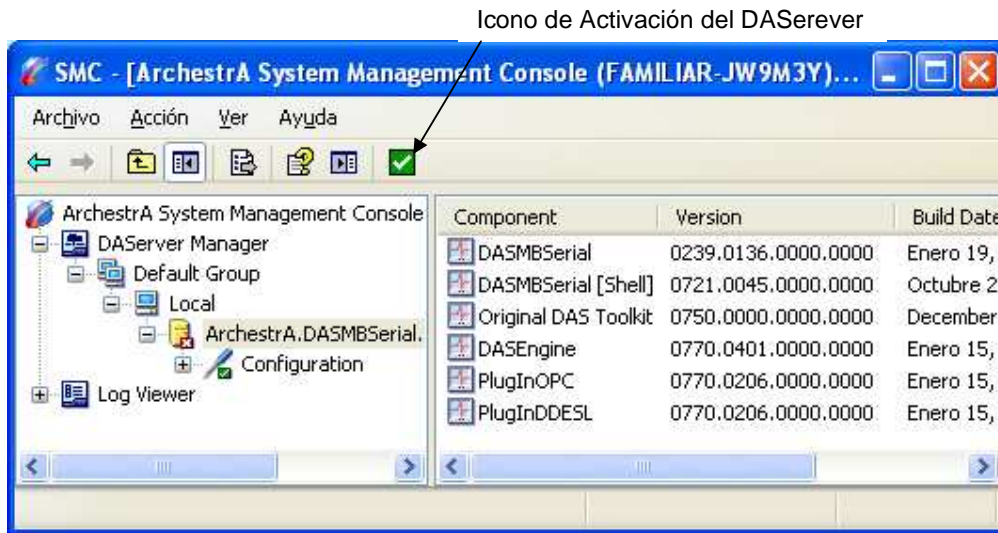 Icono de Activación del DASerever
SMC - [ArchestrA System Management Console (FAMILIAR-JW9M3Y)...
Archivo Acción Ver Ayuda
ArchestrA System Management Console
DAServer Manager
Default Group
Local
ArchestrA.DASMBSerial.
Configuration
Log Viewer
Component Version Build Date
DASMBSerial 0239.0136.0000.0000 Enero 19,
DASMBSerial [Shell] 0721.0045.0000.0000 Octubre 2
Original DAS Toolkit 0750.0000.0000.0000 December
DASEngine 0770.0401.0000.0000 Enero 15,
PlugInOPC 0770.0206.0000.0000 Enero 15,
PlugInDDESL 0770.0206.0000.0000 Enero 15,